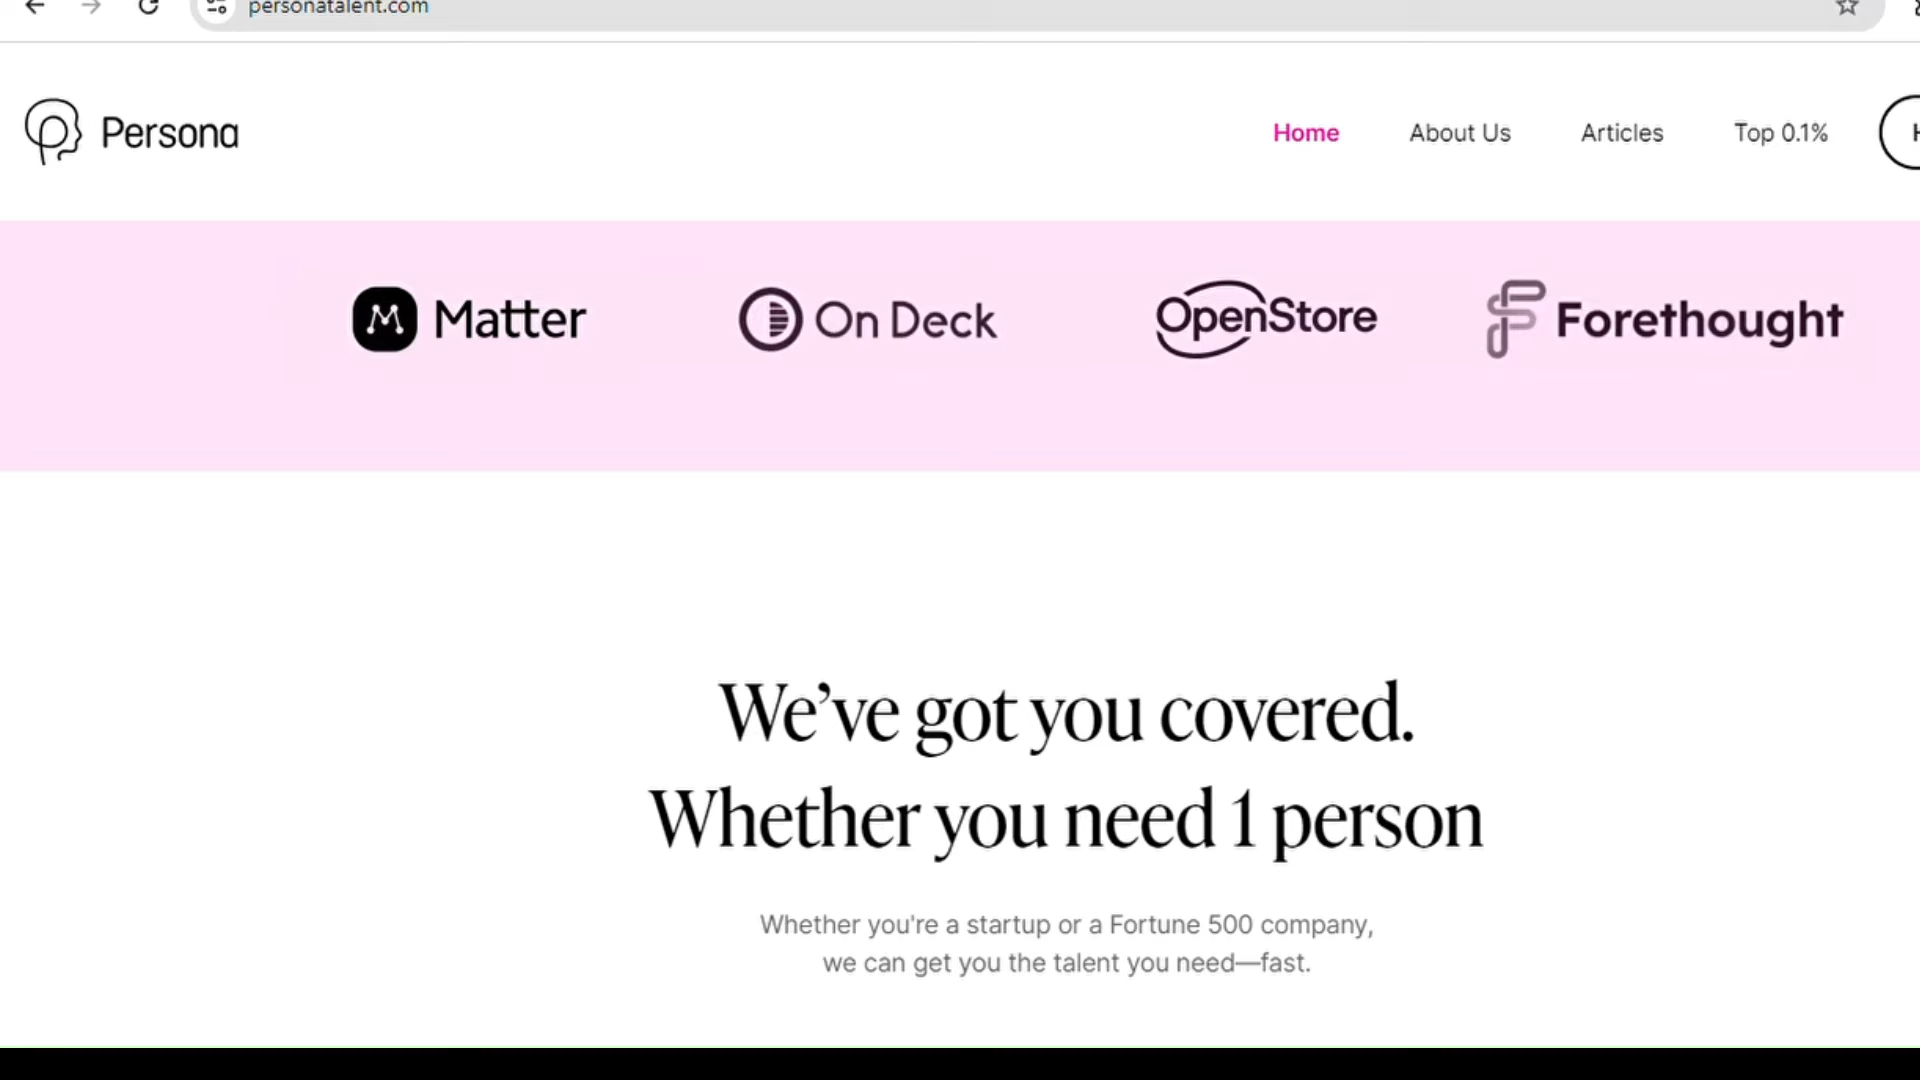 personatalent.com
Persona
Home About Us Articles Top 0.1%
Matter On Deck OpenStore Forethought
We’ve got you covered.
Whether you need 1 person
Whether you're a startup or a Fortune 500 company,
we can get you the talent you need—fast.